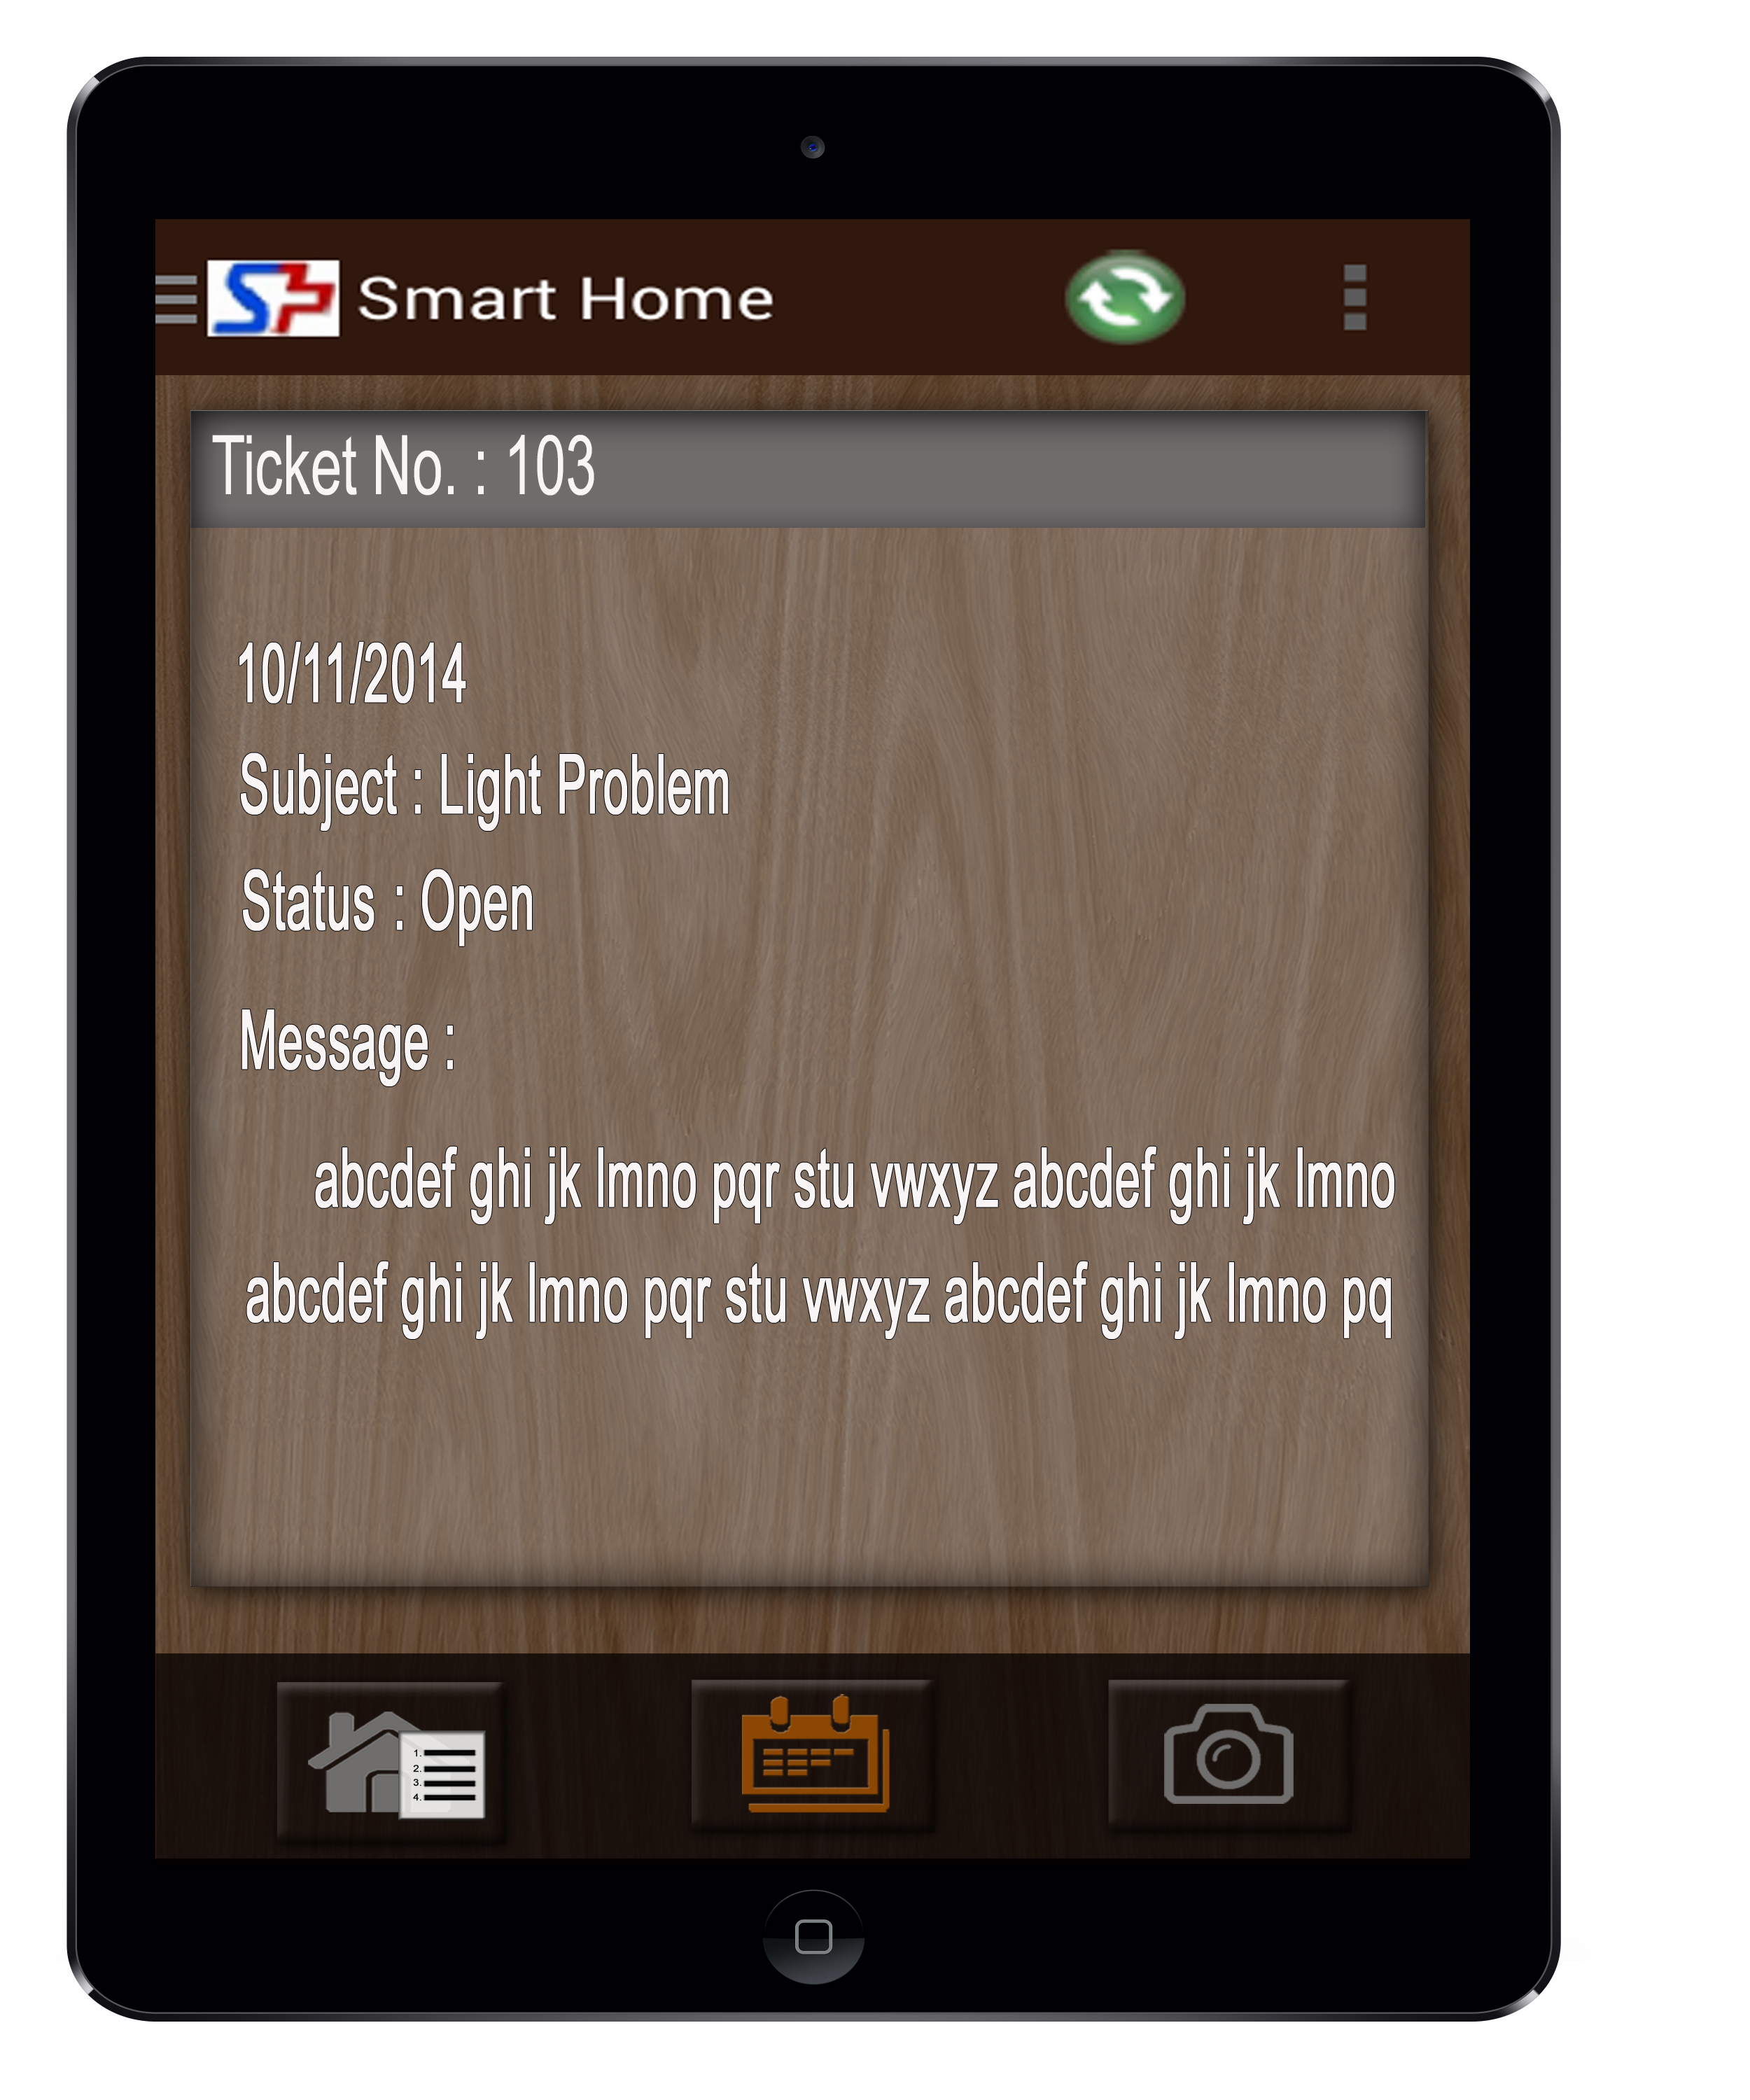 SP Smart Home
Ticket No. : 103
10/11/2014
Subject : Light Problem
Status : Open
Message :
abcdef ghi jk lmno pqr stu vwxyz abcdef ghi jk lmno
abcdef ghi jk lmno pqr stu vwxyz abcdef ghi jk lmno pq
1.
2.
3.
4.